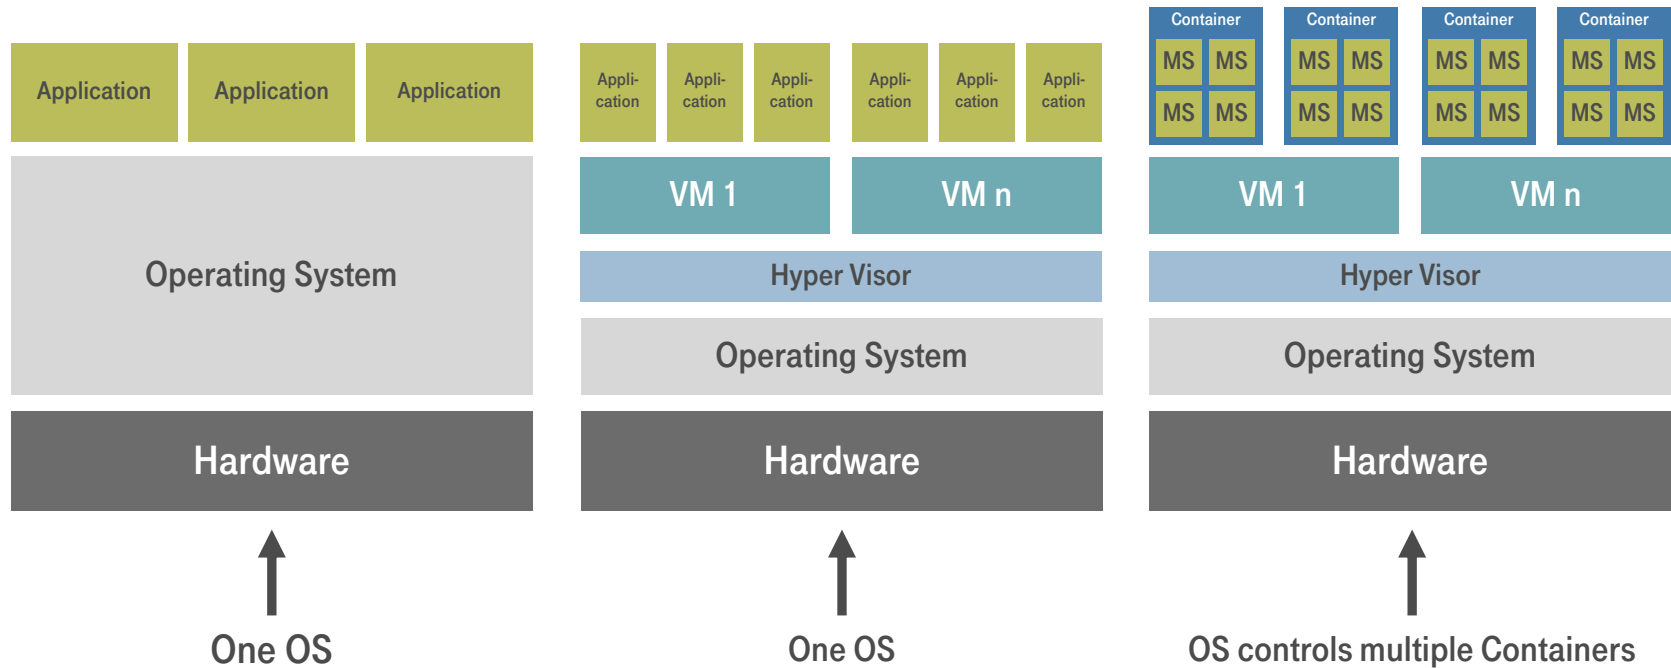 Application
Application
Application
Operating System
Hardware
One OS
Appli-
cation
Appli-
cation
Appli-
cation
Appli-
cation
Appli-
cation
Appli-
cation
VM 1
VM n
Hyper Visor
Operating System
Hardware
One OS
Container
MS MS
MS MS
Container
MS MS
MS MS
Container
MS MS
MS MS
Container
MS MS
MS MS
VM 1
VM n
Hyper Visor
Operating System
Hardware
OS controls multiple Containers